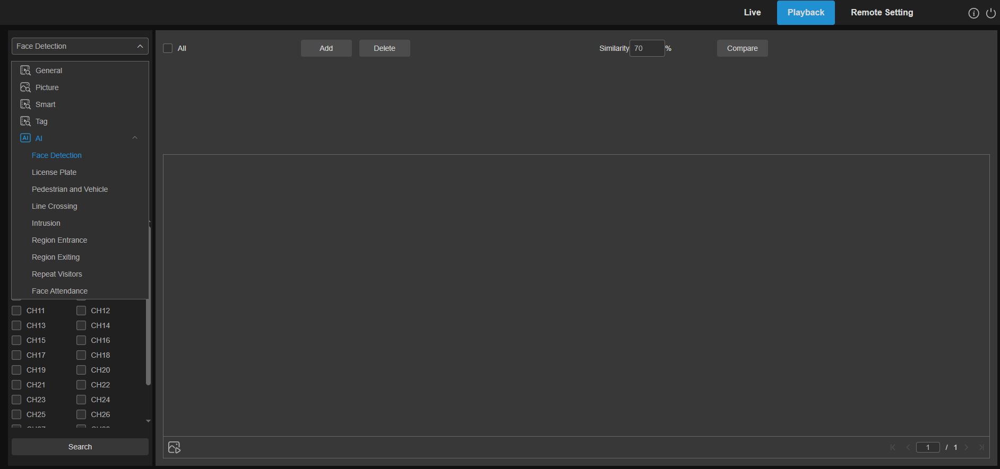 Live Playback Remote Setting
Face Detection
All Add Delete Similarity 70 % Compare
General
Picture
Smart
Tag
AI AI
Face Detection
License Plate
Pedestrian and Vehicle
Line Crossing
Intrusion
Region Entrance
Region Exiting
Repeat Visitors
Face Attendance
CH11 CH12
CH13 CH14
CH15 CH16
CH17 CH18
CH19 CH20
CH21 CH22
CH23 CH24
CH25 CH26
Search
1 / 1